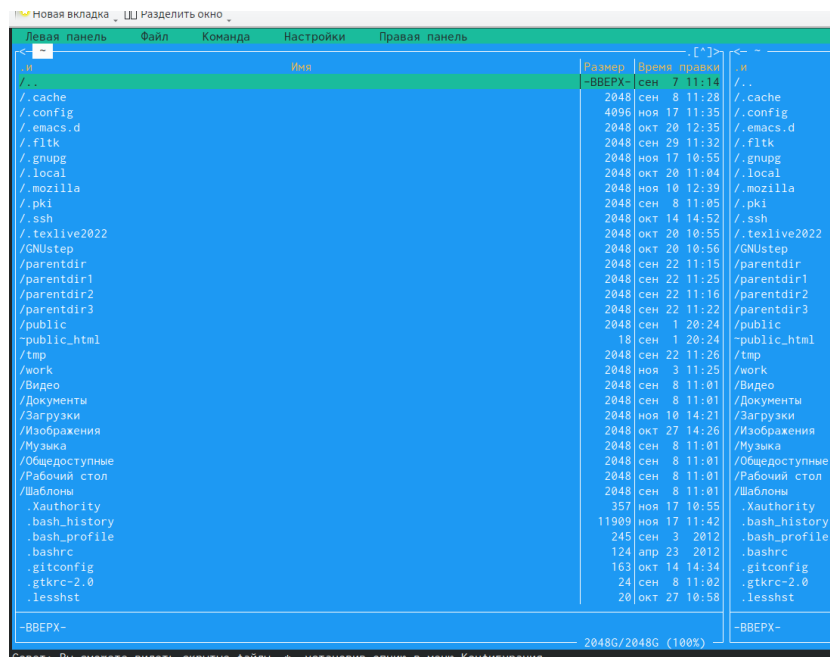 Новая вкладка Разделить окно
Левая панель Файл Команда Настройки Правая панель
<— ~ .[^]> <— ~
.и Имя Размер Время правки .и
/.. -ВВЕРХ- сен 7 11:14 /..
/.cache 2048 сен 8 11:28 /.cache
/.config 4096 ноя 17 11:35 /.config
/.emacs.d 2048 окт 20 12:35 /.emacs.d
/.fltk 2048 сен 29 11:32 /.fltk
/.gnupg 2048 ноя 17 10:55 /.gnupg
/.local 2048 окт 20 11:04 /.local
/.mozilla 2048 ноя 10 12:39 /.mozilla
/.pki 2048 сен 8 11:05 /.pki
/.ssh 2048 окт 14 14:52 /.ssh
/.texlive2022 2048 окт 20 10:55 /.texlive2022
/GNUstep 2048 окт 20 10:56 /GNUstep
/parentdir 2048 сен 22 11:15 /parentdir
/parentdir1 2048 сен 22 11:25 /parentdir1
/parentdir2 2048 сен 22 11:16 /parentdir2
/parentdir3 2048 сен 22 11:22 /parentdir3
/public 2048 сен 1 20:24 /public
~public_html 18 сен 1 20:24 ~public_html
/tmp 2048 сен 22 11:26 /tmp
/work 2048 ноя 3 11:25 /work
/Видео 2048 сен 8 11:01 /Видео
/Документы 2048 сен 8 11:01 /Документы
/Загрузки 2048 ноя 10 14:21 /Загрузки
/Изображения 2048 окт 27 14:26 /Изображения
/Музыка 2048 сен 8 11:01 /Музыка
/Общедоступные 2048 сен 8 11:01 /Общедоступные
/Рабочий стол 2048 сен 8 11:01 /Рабочий стол
/Шаблоны 2048 сен 8 11:01 /Шаблоны
.Xauthority 357 ноя 17 10:55 .Xauthority
.bash_history 11909 ноя 17 11:42 .bash_history
.bash_profile 245 сен 3 2012 .bash_profile
.bashrc 124 апр 23 2012 .bashrc
.gitconfig 163 окт 14 14:34 .gitconfig
.gtkrc-2.0 24 сен 8 11:02 .gtkrc-2.0
.lesshst 20 окт 27 10:58 .lesshst
-ВВЕРХ- -ВВЕРХ-
2048G/2048G (100%)